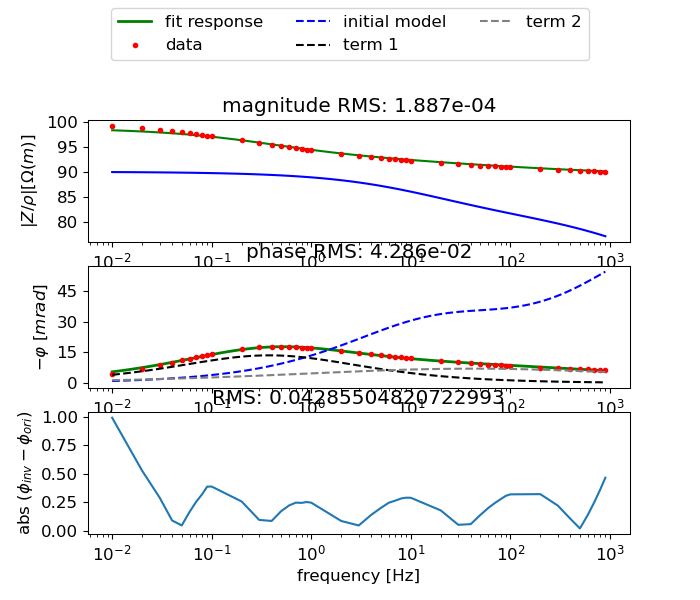 fit response
data
initial model
term 1
term 2
magnitude RMS: 1.887e-04
|Z/ρ|[Ω(m)]
100
95
90
85
80
10⁻² 10⁻¹ 10⁰ 10¹ 10² 10³
phase RMS: 4.286e-02
−φ [mrad]
45
30
15
0
10⁻² 10⁻¹ 10⁰ 10¹ 10² 10³
RMS: 0.04285504820722993
abs (ϕinv − ϕori)
1.00
0.75
0.50
0.25
0.00
10⁻² 10⁻¹ 10⁰ 10¹ 10² 10³
frequency [Hz]